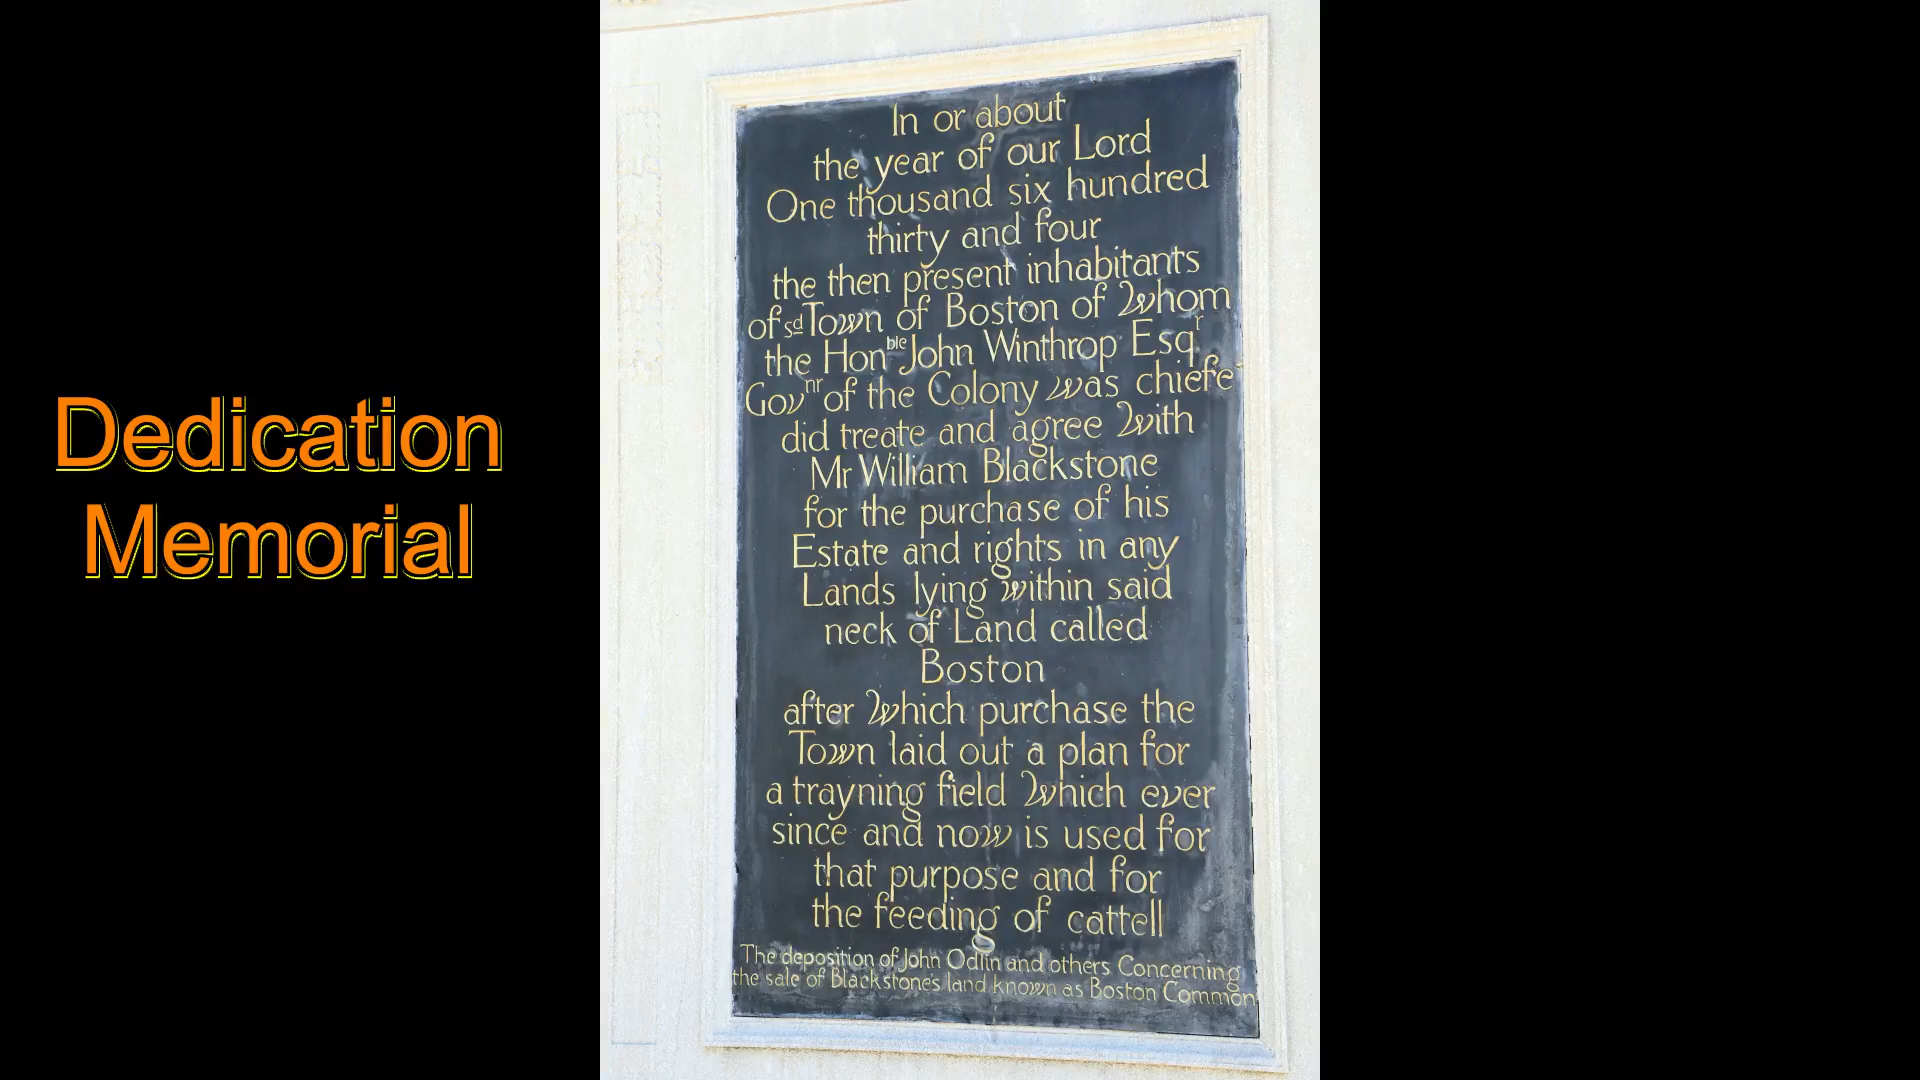 Dedication
Memorial
In or about
the year of our Lord
One thousand six hundred
thirty and four
the then present inhabitants
of sd Town of Boston of Whom
the Honble John Winthrop Esqr
Govnr of the Colony was chiefe
did treate and agree With
Mr William Blackstone
for the purchase of his
Estate and rights in any
Lands lying within said
neck of Land called
Boston
after Which purchase the
Town laid out a plan for
a trayning field Which ever
since and now is used for
that purpose and for
the feeding of cattell
The deposition of John Odlin and others Concerning
the sale of Blackstone's land known as Boston Common